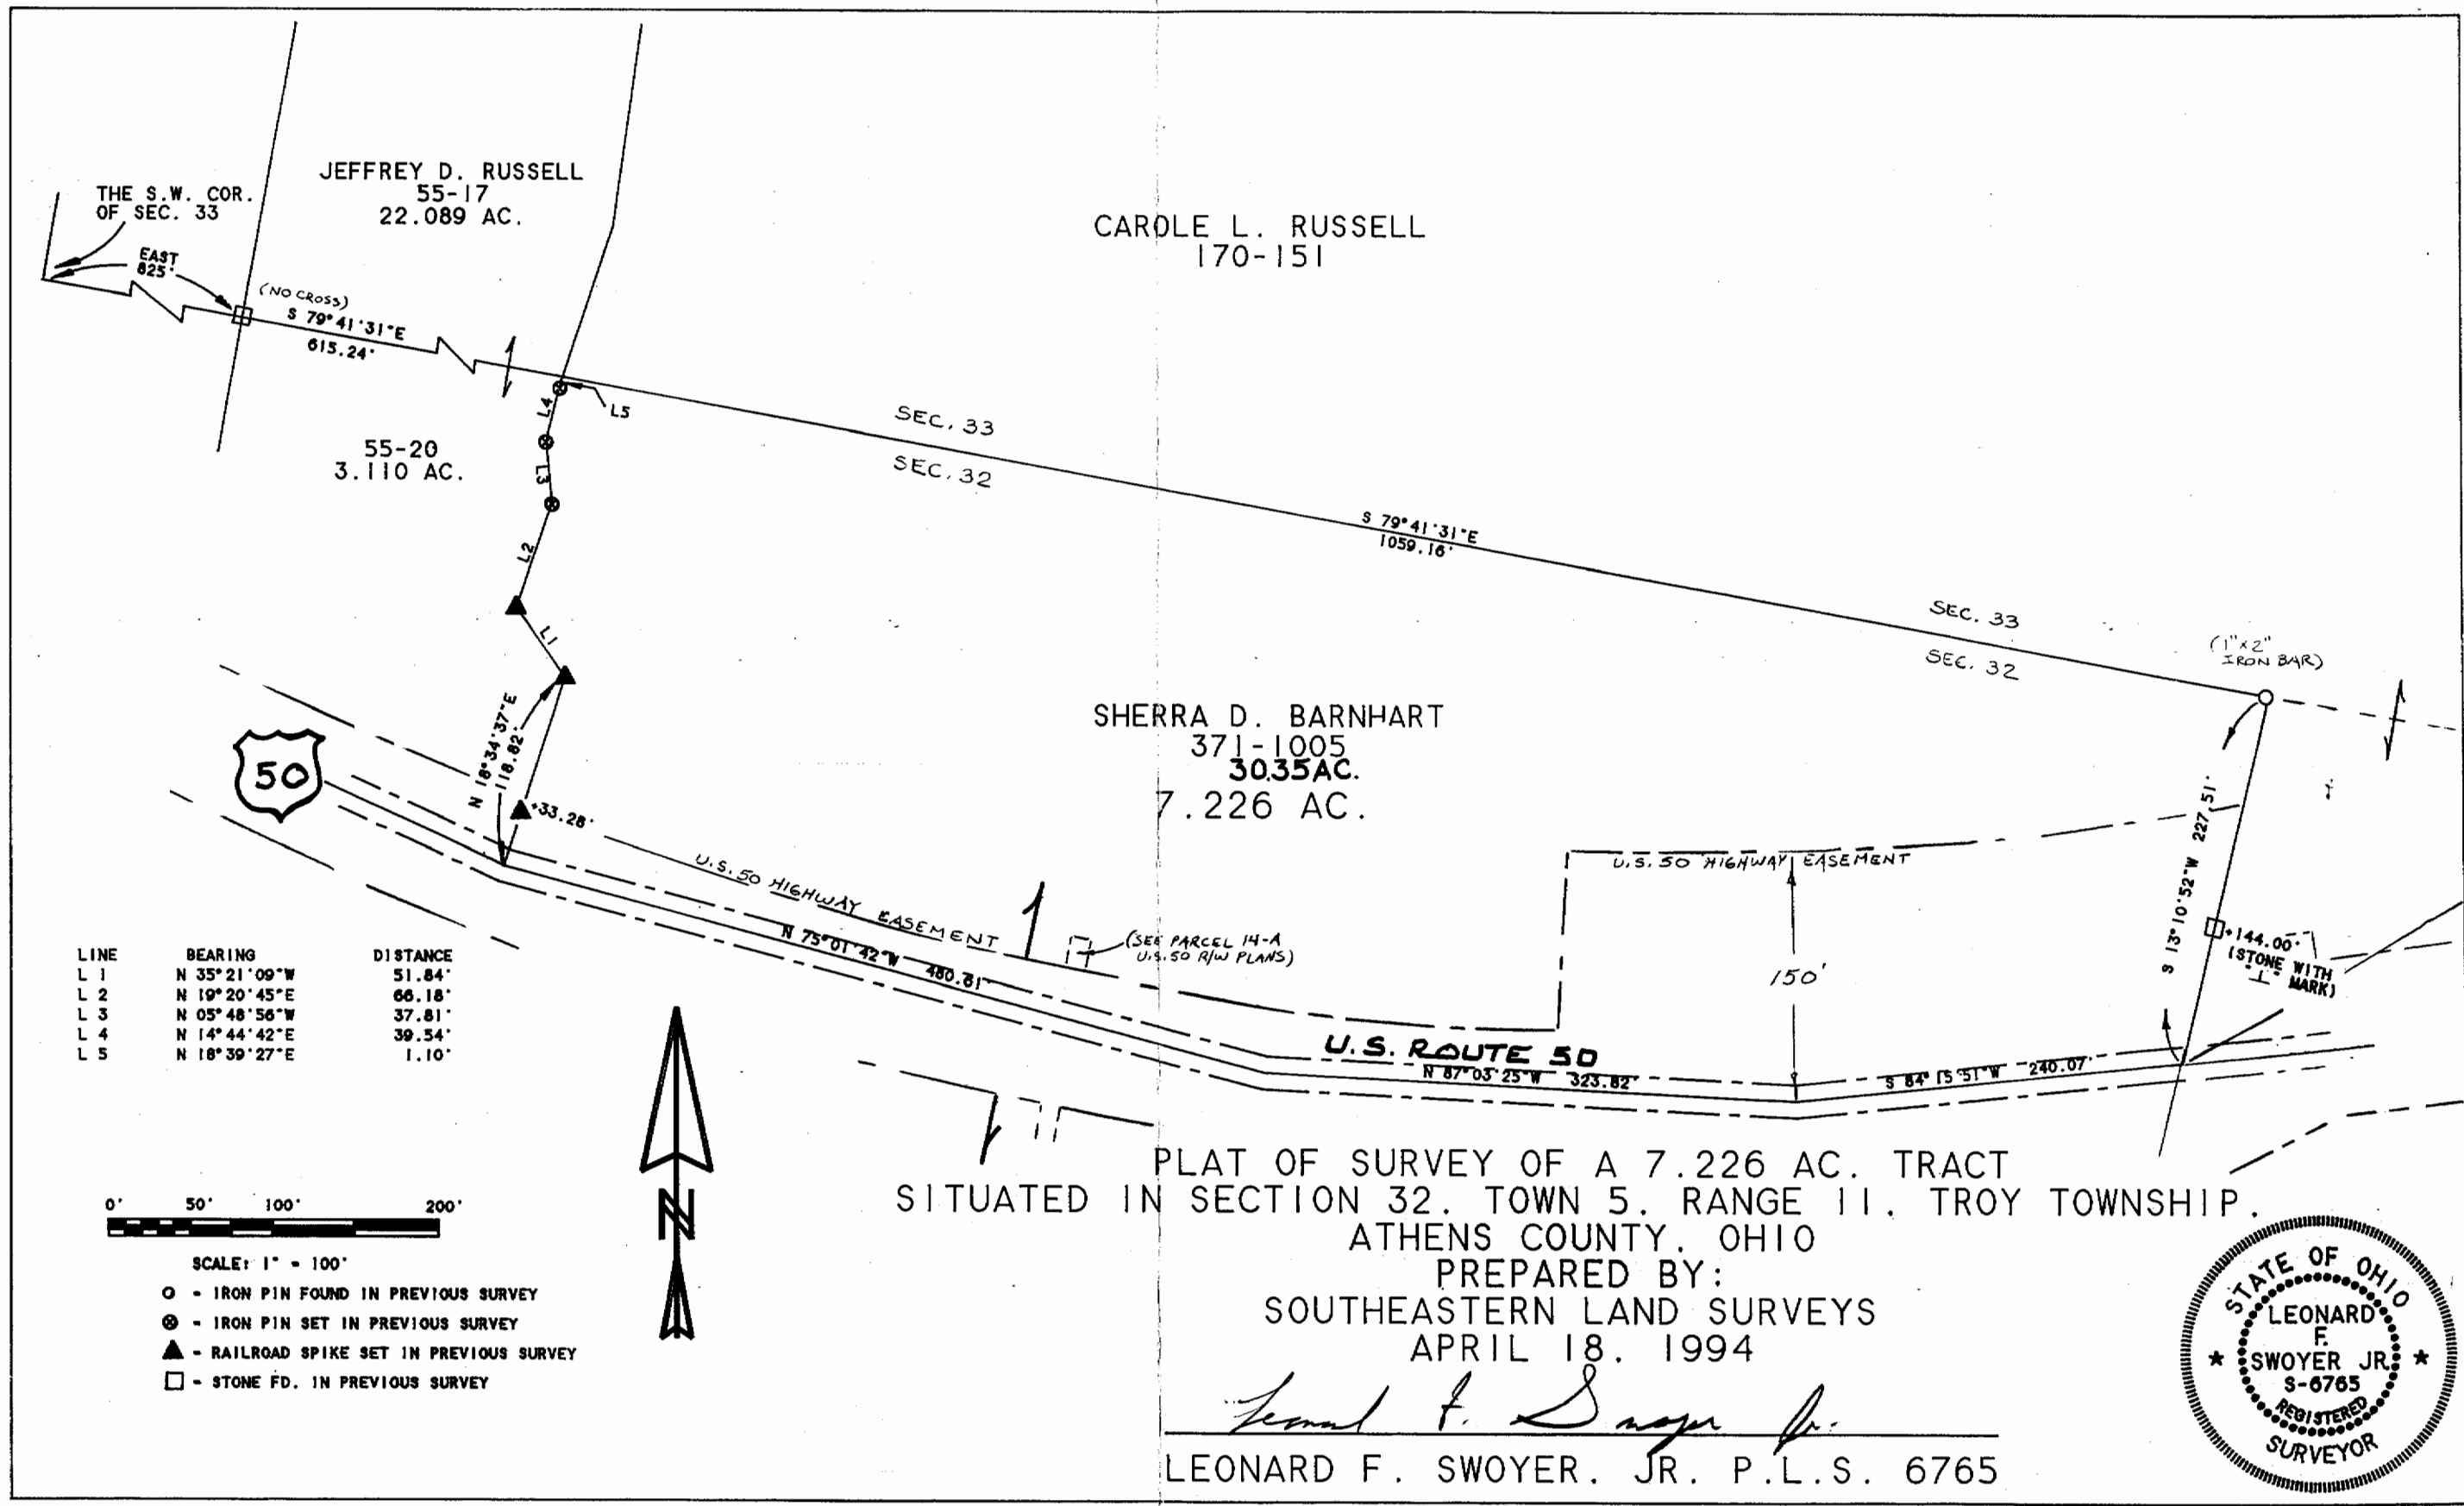 JEFFREY D. RUSSELL
55-17
22.089 AC.
THE S.W. COR.
OF SEC. 33
EAST
825'
(NO CROSS)
S 79°41'31"E
615.24'
CAROLE L. RUSSELL
170-151
L4
L5
L3
L2
L1
55-20
3.110 AC.
SEC. 33
SEC. 32
S 79°41'31"E
1059.16'
SEC. 33
SEC. 32
(1"x2"
IRON BAR)
N 18°34'37"E
118.82'
50
+33.28'
SHERRA D. BARNHART
371-1005
30.35AC.
7.226 AC.
U.S. 50 HIGHWAY EASEMENT
U.S. 50 HIGHWAY EASEMENT
N 75°01'42"W 480.61'
(SEE PARCEL 14-A
U.S. 50 R/W PLANS)
150'
S 13°10'52"W 227.51'
+144.00'
(STONE WITH
"⊥" MARK)
U.S. ROUTE 50
N 87°03'25"W 323.82'
S 84°15'51"W 240.07'
LINE BEARING DISTANCE
L 1 N 35°21'09"W 51.84'
L 2 N 19°20'45"E 66.18'
L 3 N 05°48'56"W 37.81'
L 4 N 14°44'42"E 39.54'
L 5 N 18°39'27"E 1.10'
0' 50' 100' 200'
SCALE: 1" = 100'
O - IRON PIN FOUND IN PREVIOUS SURVEY
⊗ - IRON PIN SET IN PREVIOUS SURVEY
▲ - RAILROAD SPIKE SET IN PREVIOUS SURVEY
□ - STONE FD. IN PREVIOUS SURVEY
N
PLAT OF SURVEY OF A 7.226 AC. TRACT
SITUATED IN SECTION 32. TOWN 5. RANGE 11. TROY TOWNSHIP.
ATHENS COUNTY. OHIO
PREPARED BY:
SOUTHEASTERN LAND SURVEYS
APRIL 18. 1994
Leonard F. Swoyer Jr.
LEONARD F. SWOYER. JR. P.L.S. 6765
STATE OF OHIO
LEONARD
F.
SWOYER JR.
S-6765
REGISTERED
SURVEYOR